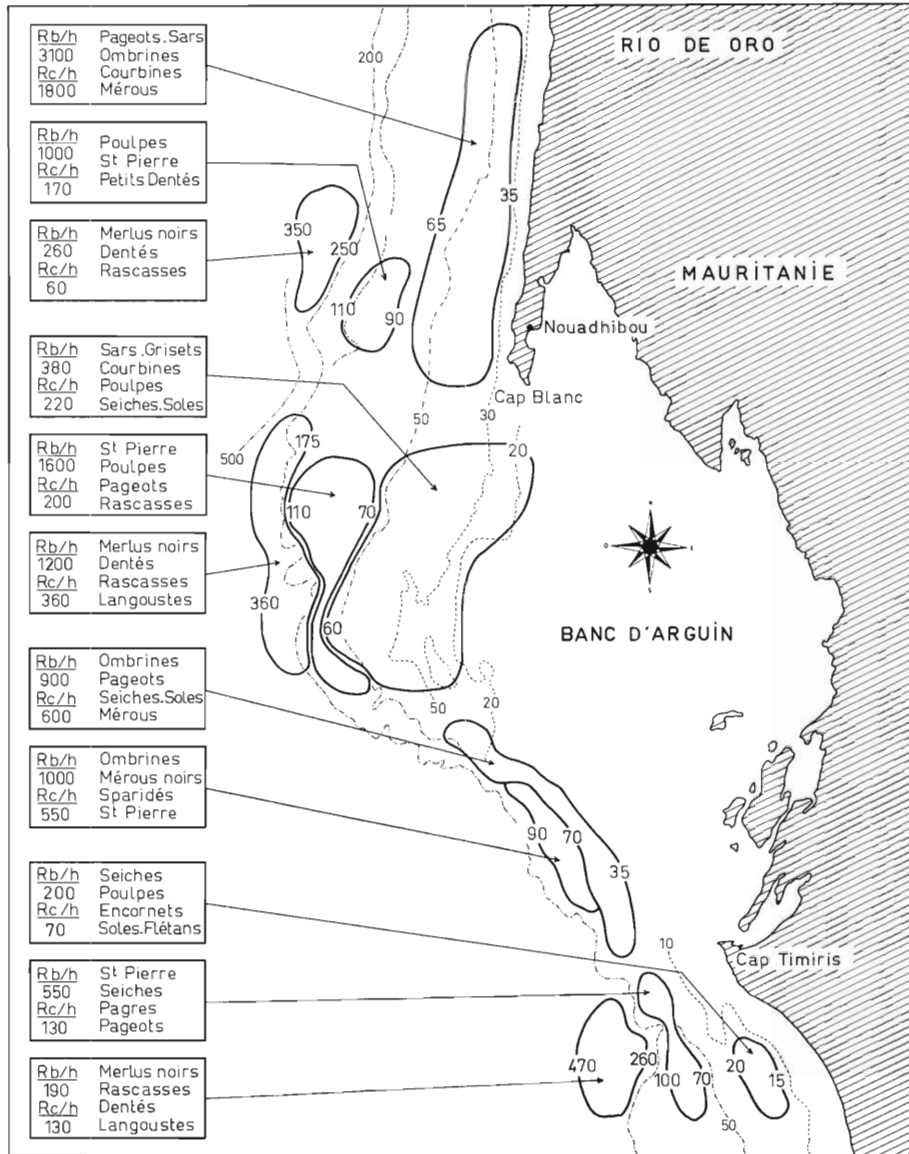 Rb/h Pageots.Sars
3100 Ombrines
Rc/h Courbines
1800 Mérous
Rb/h
1000 Poulpes
Rc/h St Pierre
170 Petits Dentés
Rb/h Merlus noirs
260 Dentés
Rc/h Rascasses
60
Rb/h Sars.Grisets
380 Courbines
Rc/h Poulpes
220 Seiches.Soles
Rb/h St Pierre
1600 Poulpes
Rc/h Pageots
200 Rascasses
Rb/h Merlus noirs
1200 Dentés
Rc/h Rascasses
360 Langoustes
Rb/h Ombrines
900 Pageots
Rc/h Seiches.Soles
600 Mérous
Rb/h Ombrines
1000 Mérous noirs
Rc/h Sparidés
550 St Pierre
Rb/h Seiches
200 Poulpes
Rc/h Encornets
70 Soles.Flétans
Rb/h St Pierre
550 Seiches
Rc/h Pagres
130 Pageots
Rb/h Merlus noirs
190 Rascasses
Rc/h Dentés
130 Langoustes
RIO DE ORO
200
35
65
350
250
MAURITANIE
110
90
Nouadhibou
Cap Blanc
50
30
20
175
500
110
70
N
O
E
S
360
60
BANC D'ARGUIN
50
20
90
70
35
10
Cap Timiris
470
260
100
70
20
15
50